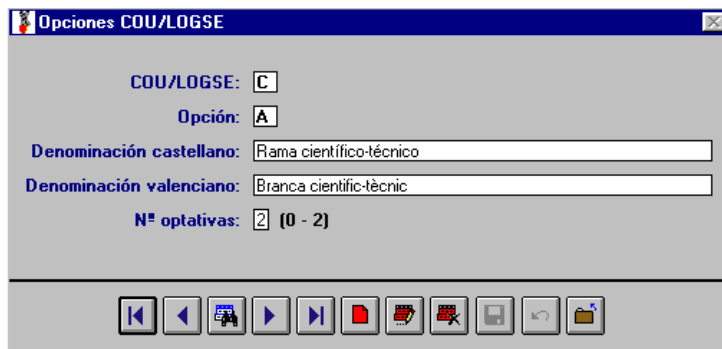 Opciones COU/LOGSE
COU/LOGSE: C
Opción: A
Denominación castellano: Rama científico-técnico
Denominación valenciano: Branca cientific-tècnic
Nº optativas: 2 (0 - 2)